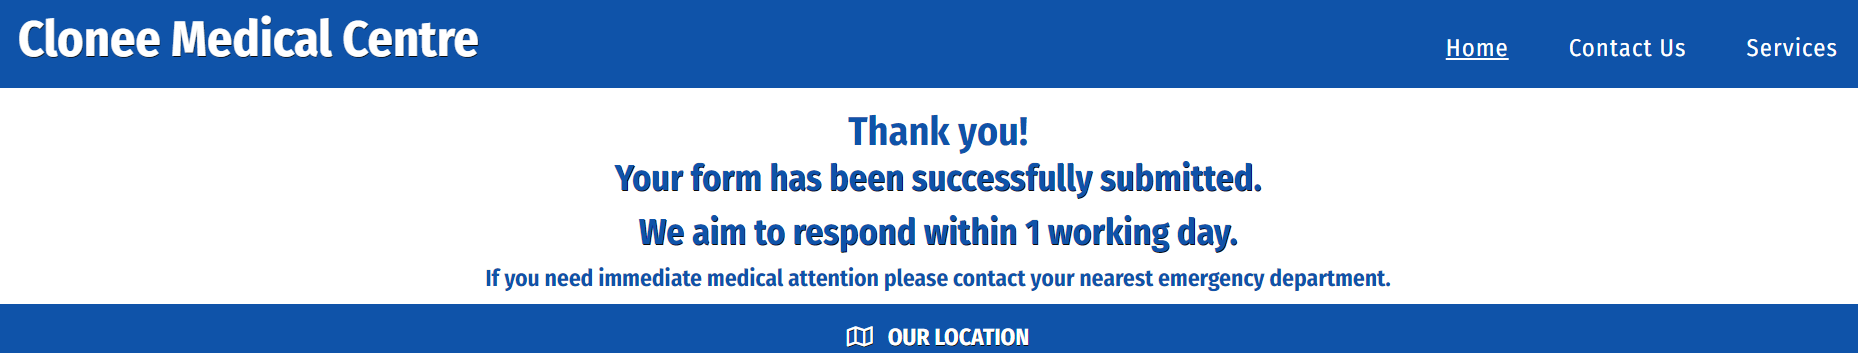 Clonee Medical Centre
Home Contact Us Services
Thank you!
Your form has been successfully submitted.
We aim to respond within 1 working day.
If you need immediate medical attention please contact your nearest emergency department.
OUR LOCATION